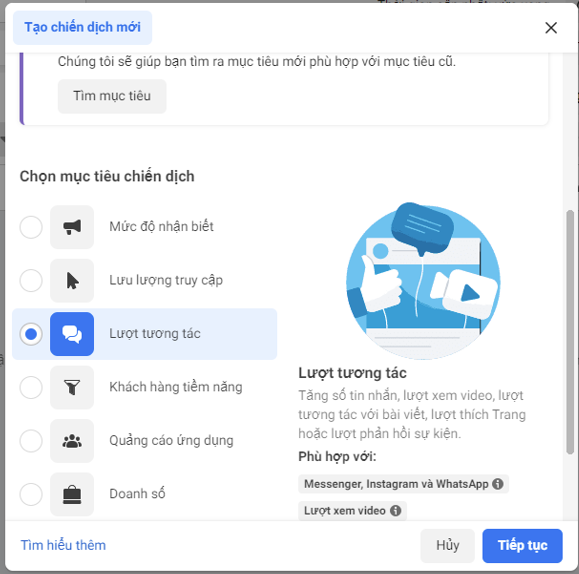 Tạo chiến dịch mới
Chúng tôi sẽ giúp bạn tìm ra mục tiêu mới phù hợp với mục tiêu cũ.
Tìm mục tiêu
Chọn mục tiêu chiến dịch
Mức độ nhận biết
Lưu lượng truy cập
Lượt tương tác
Khách hàng tiềm năng
Quảng cáo ứng dụng
Doanh số
Lượt tương tác
Tăng số tin nhắn, lượt xem video, lượt
tương tác với bài viết, lượt thích Trang
hoặc lượt phản hồi sự kiện.
Phù hợp với:
Messenger, Instagram và WhatsApp
Lượt xem video
Tìm hiểu thêm
Hủy
Tiếp tục